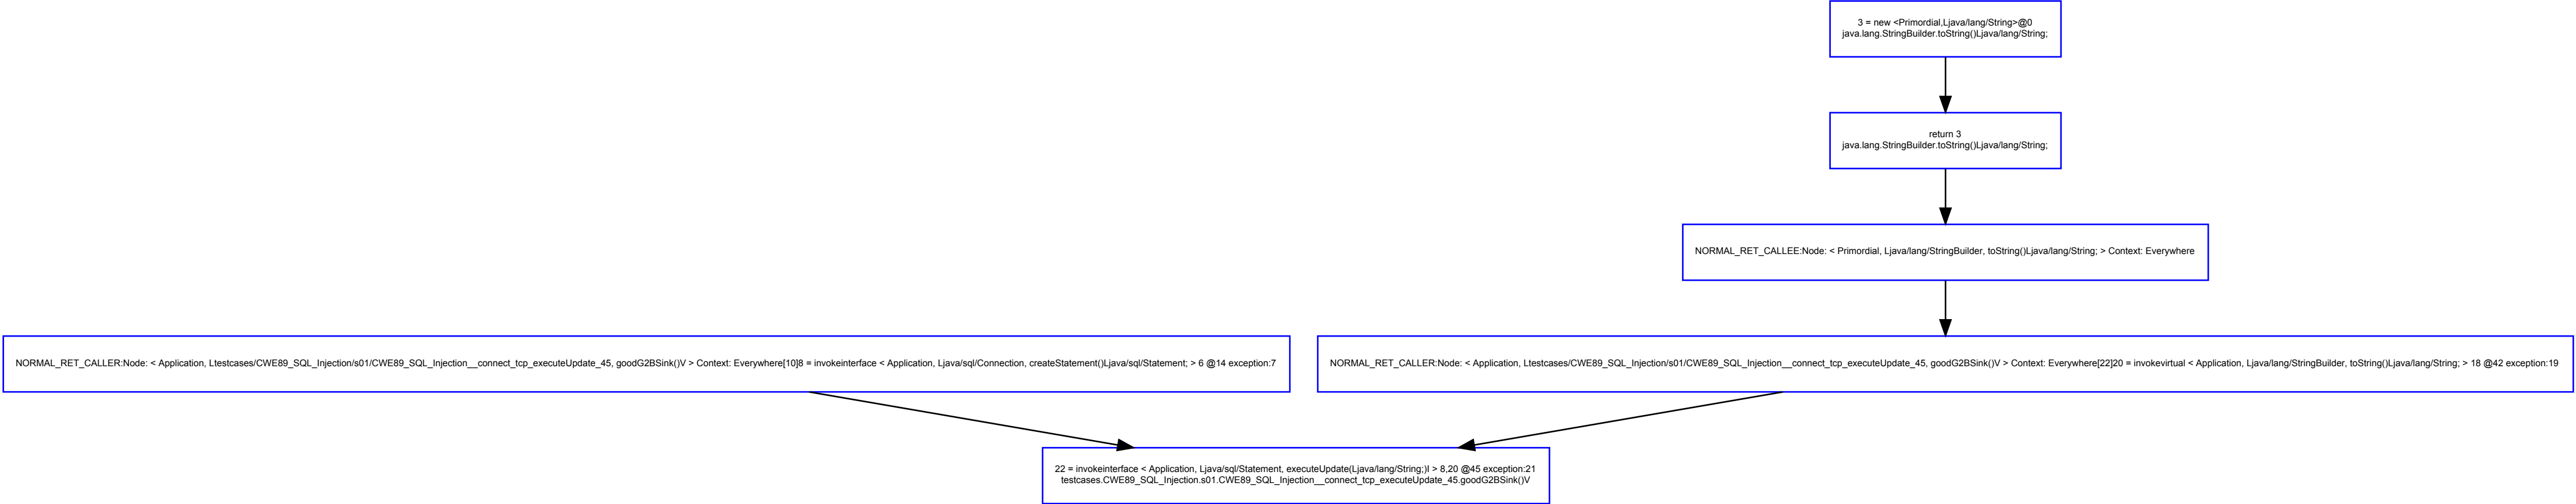 3 = new <Primordial,Ljava/lang/String>@0
java.lang.StringBuilder.toString()Ljava/lang/String;
return 3
java.lang.StringBuilder.toString()Ljava/lang/String;
NORMAL_RET_CALLEE:Node: < Primordial, Ljava/lang/StringBuilder, toString()Ljava/lang/String; > Context: Everywhere
NORMAL_RET_CALLER:Node: < Application, Ltestcases/CWE89_SQL_Injection/s01/CWE89_SQL_Injection__connect_tcp_executeUpdate_45, goodG2BSink()V > Context: Everywhere[10]8 = invokeinterface < Application, Ljava/sql/Connection, createStatement()Ljava/sql/Statement; > 6 @14 exception:7
NORMAL_RET_CALLER:Node: < Application, Ltestcases/CWE89_SQL_Injection/s01/CWE89_SQL_Injection__connect_tcp_executeUpdate_45, goodG2BSink()V > Context: Everywhere[22]20 = invokevirtual < Application, Ljava/lang/StringBuilder, toString()Ljava/lang/String; > 18 @42 exception:19
22 = invokeinterface < Application, Ljava/sql/Statement, executeUpdate(Ljava/lang/String;)I > 8,20 @45 exception:21
testcases.CWE89_SQL_Injection.s01.CWE89_SQL_Injection__connect_tcp_executeUpdate_45.goodG2BSink()V